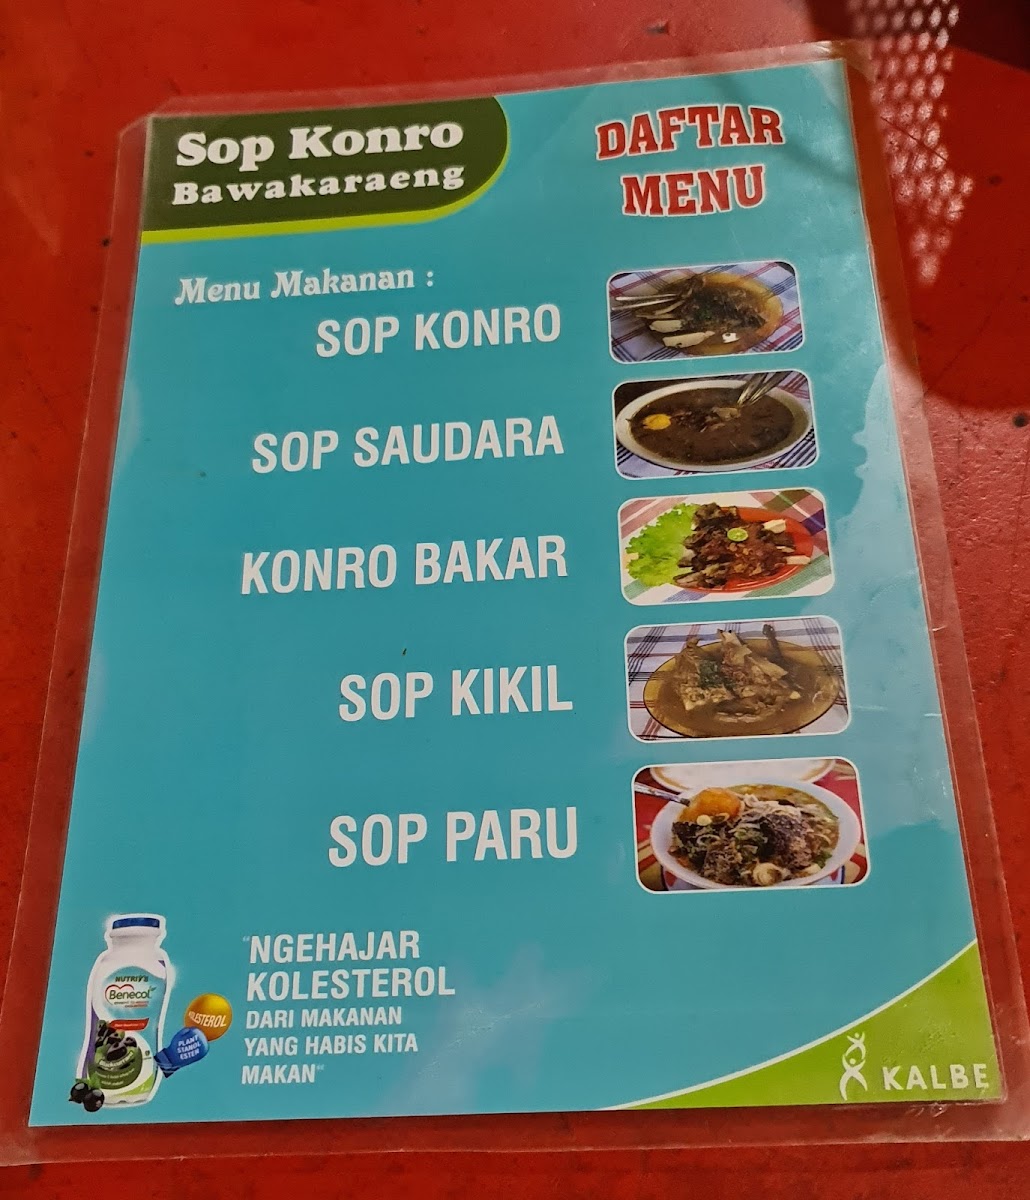 Sop Konro
Bawakaraeng
DAFTAR
MENU
Menu Makanan :
SOP KONRO
SOP SAUDARA
KONRO BAKAR
SOP KIKIL
SOP PARU
"NGEHAJAR
KOLESTEROL
DARI MAKANAN
YANG HABIS KITA
MAKAN"
NUTRIVE
Benecol
KOLESTEROL
PLANT
STANOL
ESTER
KALBE